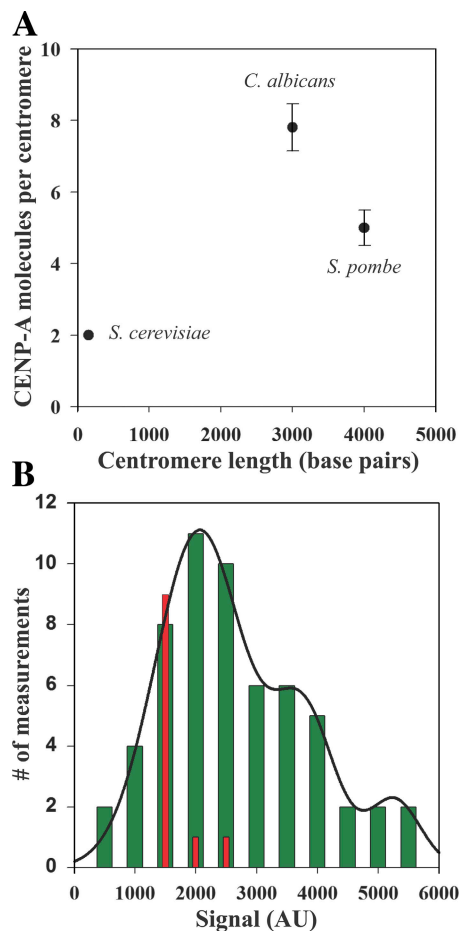 A
CENP-A molecules per centromere
10
8
6
4
2
0
C. albicans
S. pombe
S. cerevisiae
0 1000 2000 3000 4000 5000
Centromere length (base pairs)
B
# of measurements
12
10
8
6
4
2
0
0 1000 2000 3000 4000 5000 6000
Signal (AU)